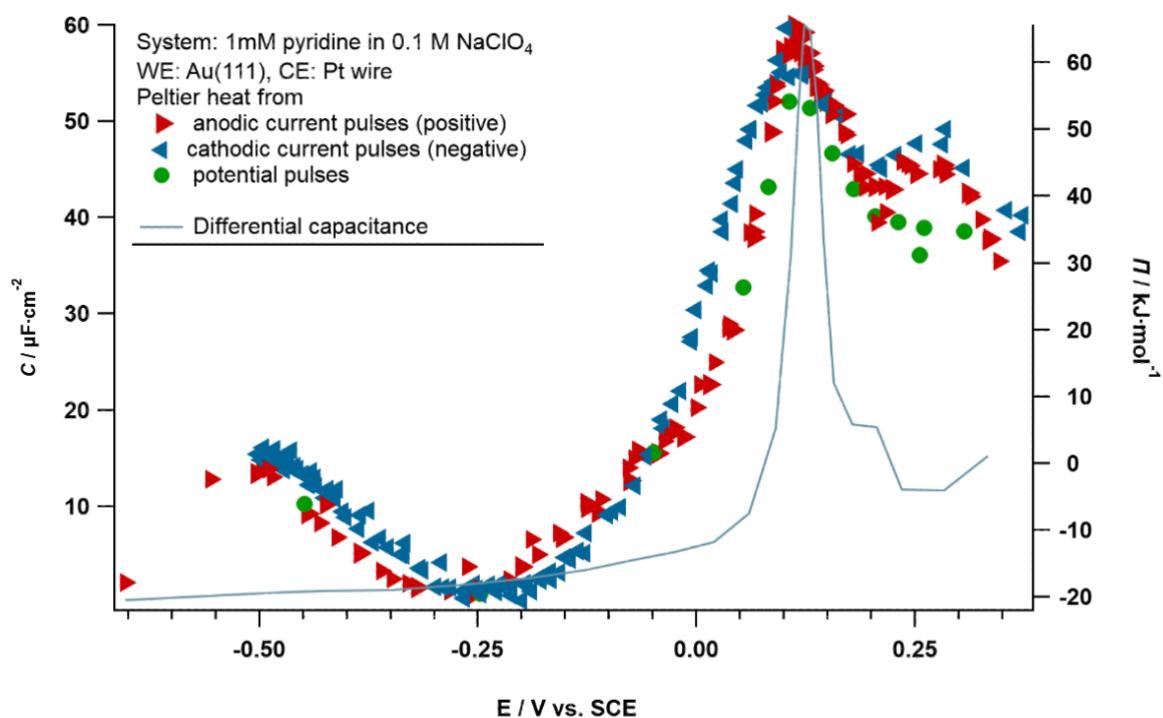 System: 1mM pyridine in 0.1 M NaClO₄
WE: Au(111), CE: Pt wire
Peltier heat from
anodic current pulses (positive)
cathodic current pulses (negative)
potential pulses
Differential capacitance
60
50
40
30
20
10
C / µF·cm⁻²
60
50
40
30
20
10
0
-10
-20
Π / kJ·mol⁻¹
-0.50
-0.25
0.00
0.25
E / V vs. SCE